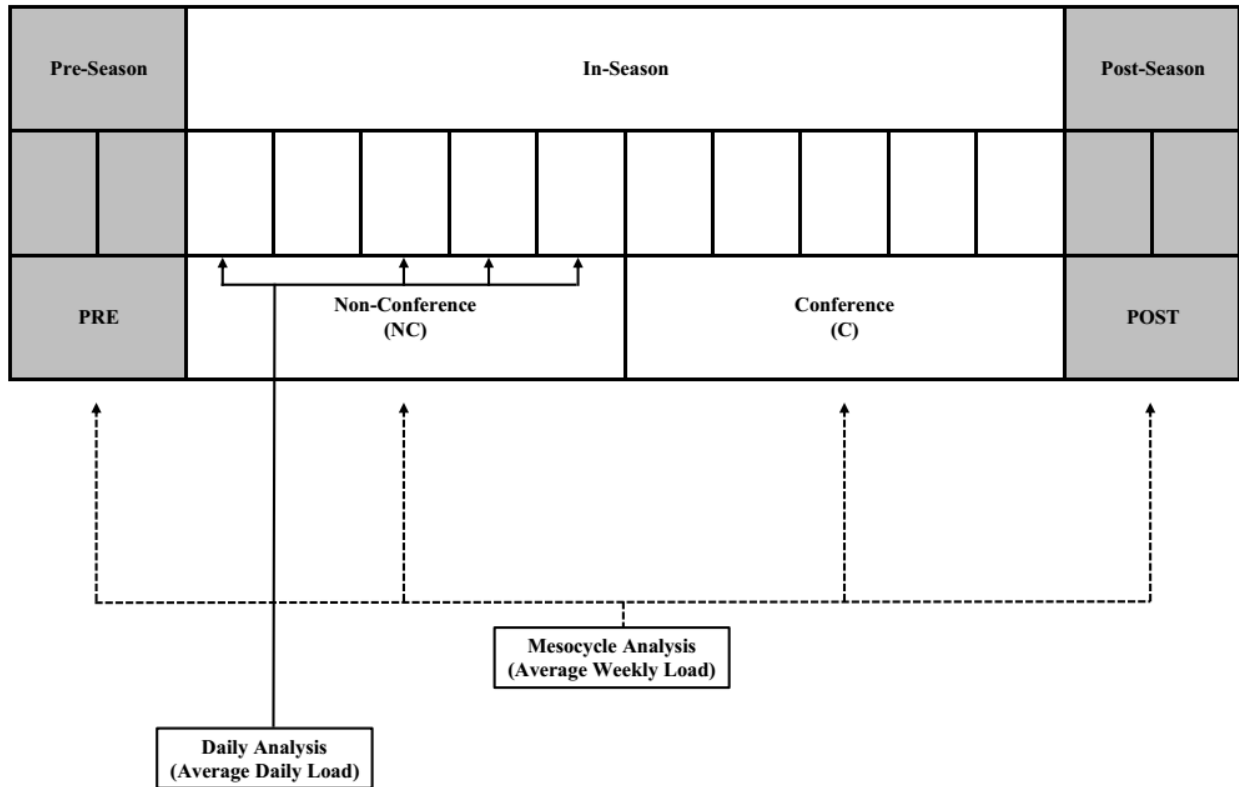 Pre-Season
In-Season
Post-Season
PRE
Non-Conference
(NC)
Conference
(C)
POST
Mesocycle Analysis
(Average Weekly Load)
Daily Analysis
(Average Daily Load)